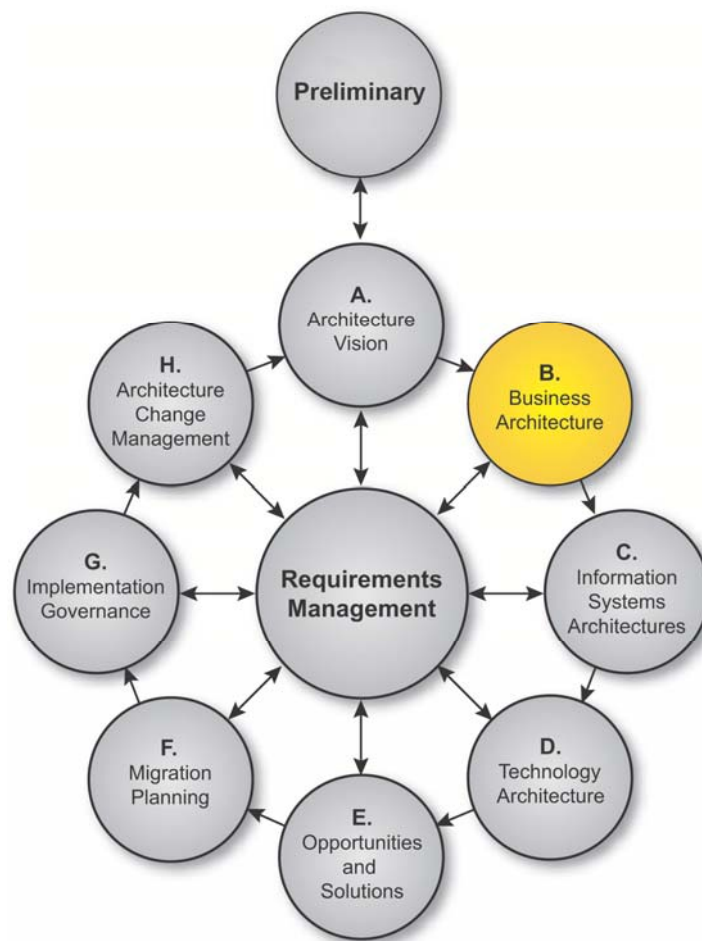 Preliminary
A.
Architecture
Vision
B.
Business
Architecture
H.
Architecture
Change
Management
C.
Information
Systems
Architectures
G.
Implementation
Governance
Requirements
Management
D.
Technology
Architecture
F.
Migration
Planning
E.
Opportunities
and
Solutions